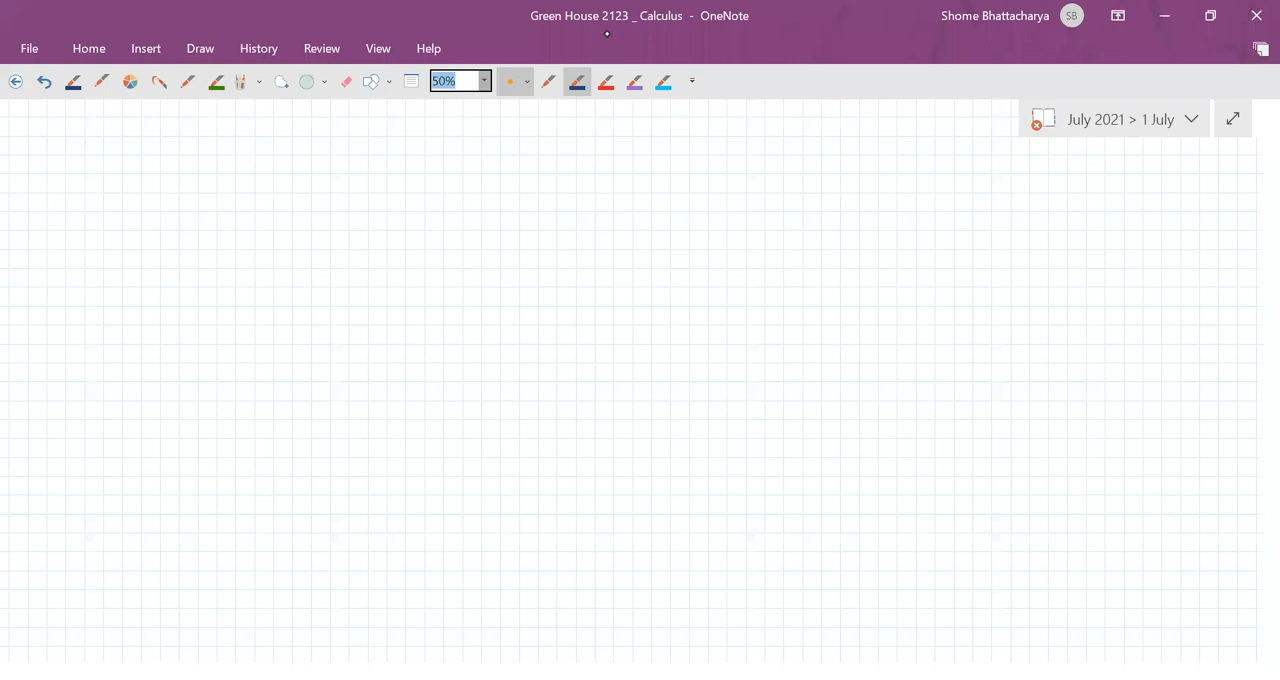 Green House 2123 _ Calculus - OneNote
Shome Bhattacharya SB
File Home Insert Draw History Review View Help
50%
July 2021 > 1 July